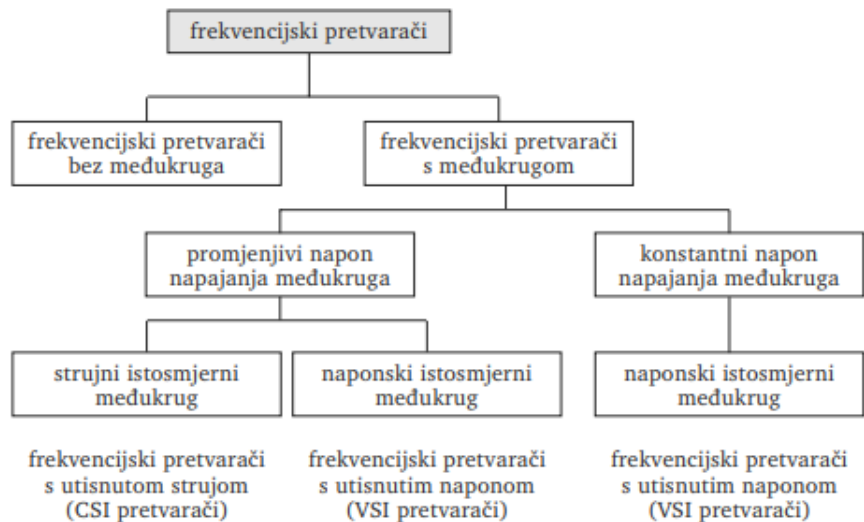 frekvencijski pretvarači
frekvencijski pretvarači
bez međukruga
frekvencijski pretvarači
s međukrugom
promjenjivi napon
napajanja međukruga
konstantni napon
napajanja međukruga
strujni istosmjerni
međukrug
naponski istosmjerni
međukrug
naponski istosmjerni
međukrug
frekvencijski pretvarači
s utisnutom strujom
(CSI pretvarači)
frekvencijski pretvarači
s utisnutim naponom
(VSI pretvarači)
frekvencijski pretvarači
s utisnutim naponom
(VSI pretvarači)